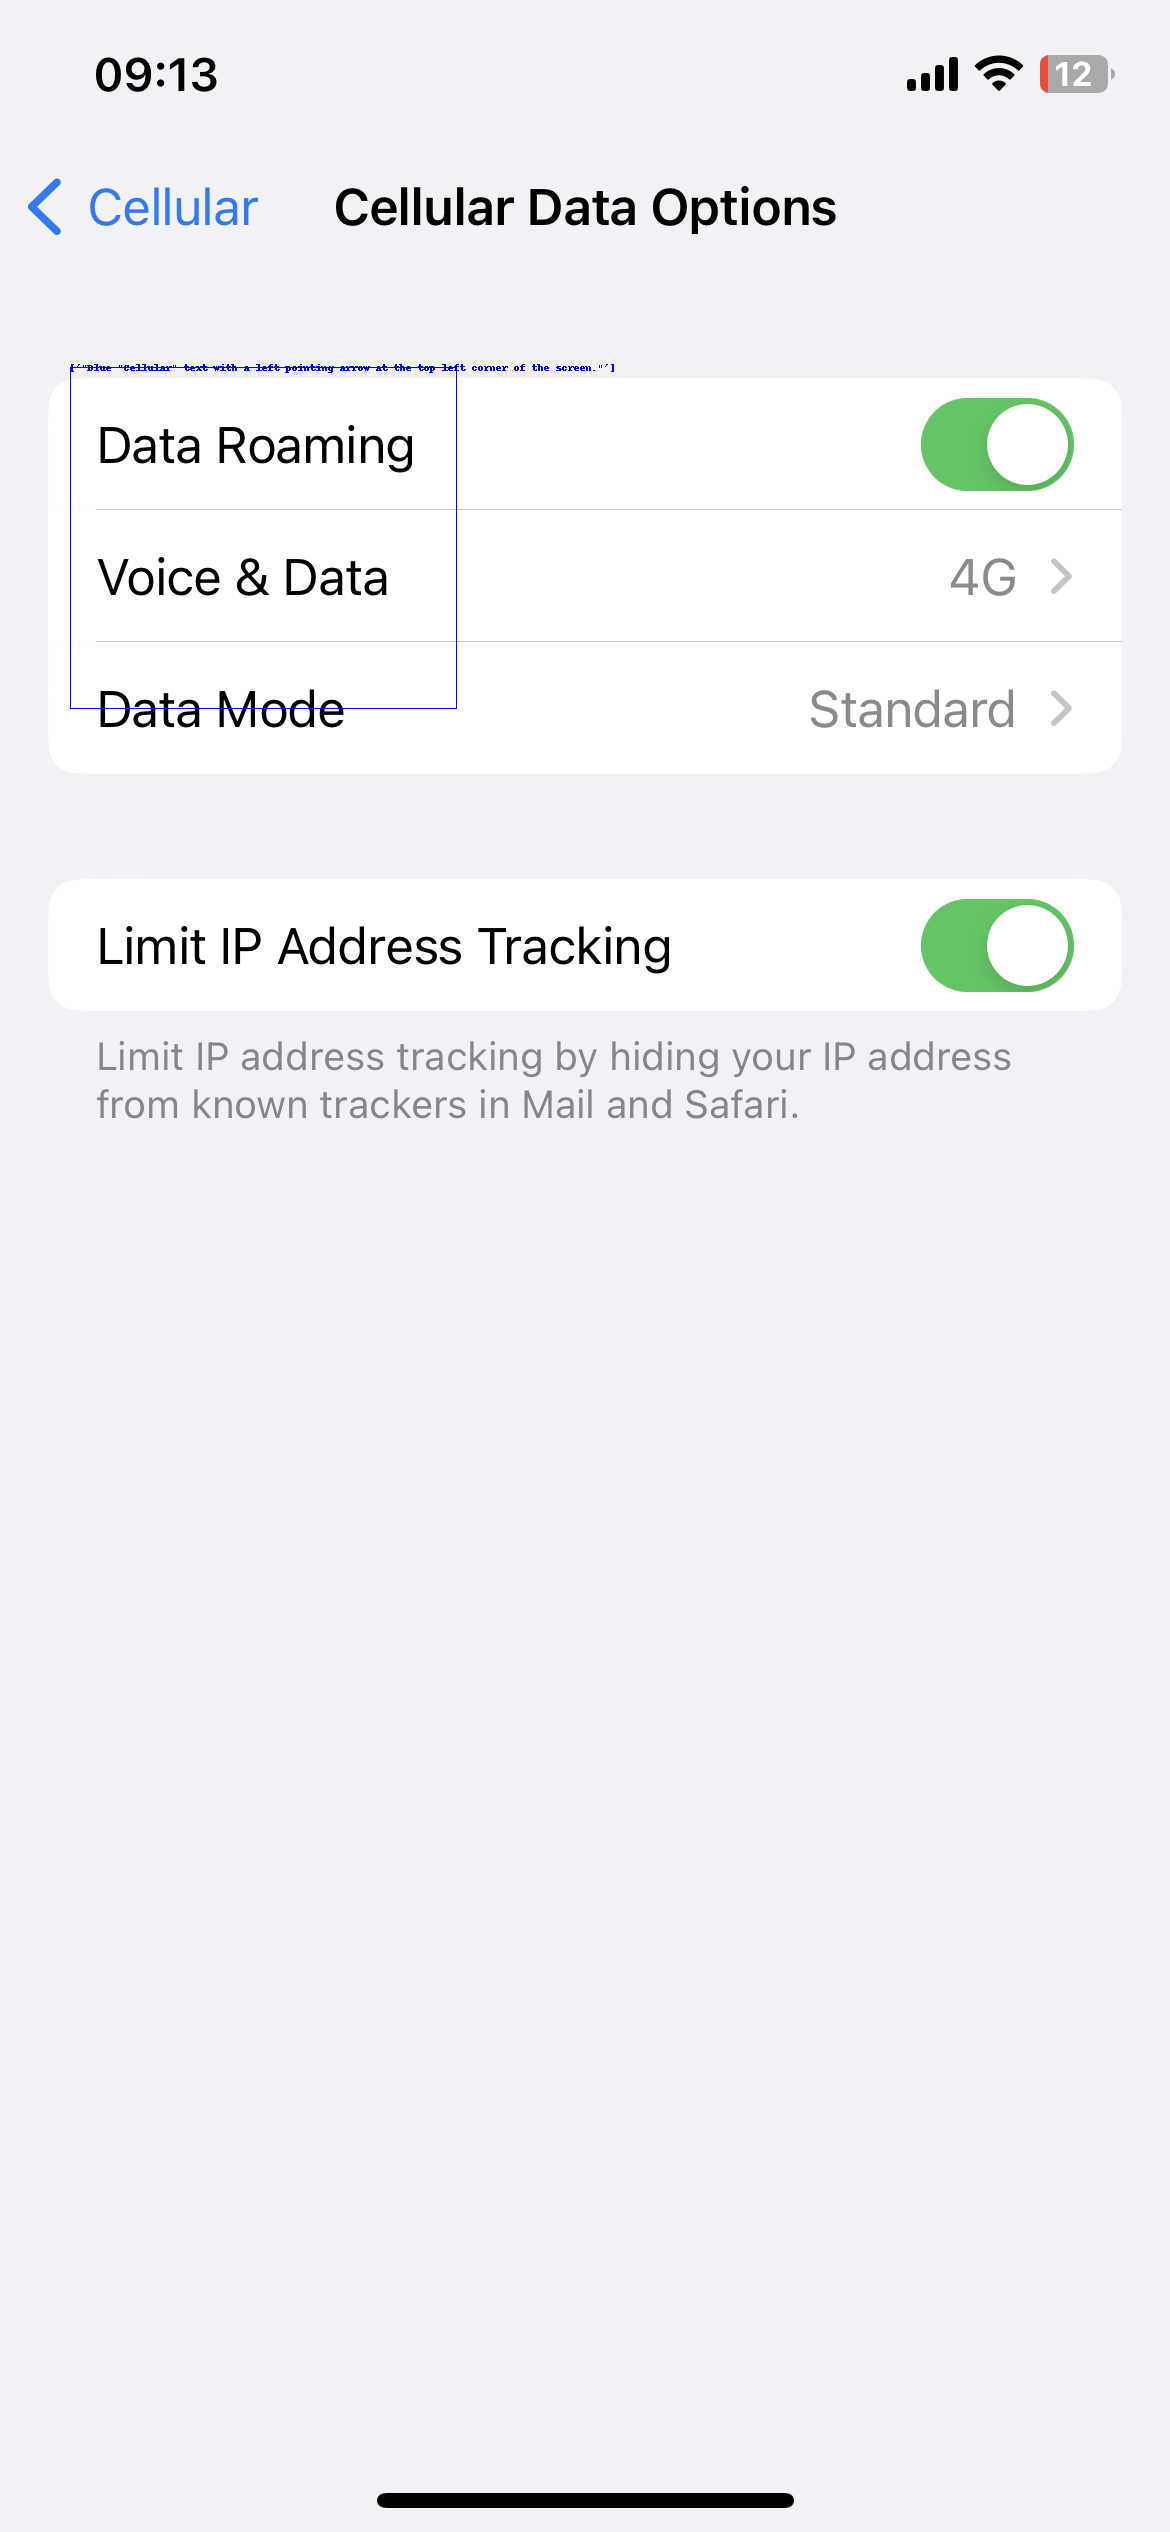 09:13
12
Cellular
Cellular Data Options
['"Blue "Cellular" text with a left pointing arrow at the top left corner of the screen."']
Data Roaming
Voice & Data 4G
Data Mode Standard
Limit IP Address Tracking
Limit IP address tracking by hiding your IP address
from known trackers in Mail and Safari.